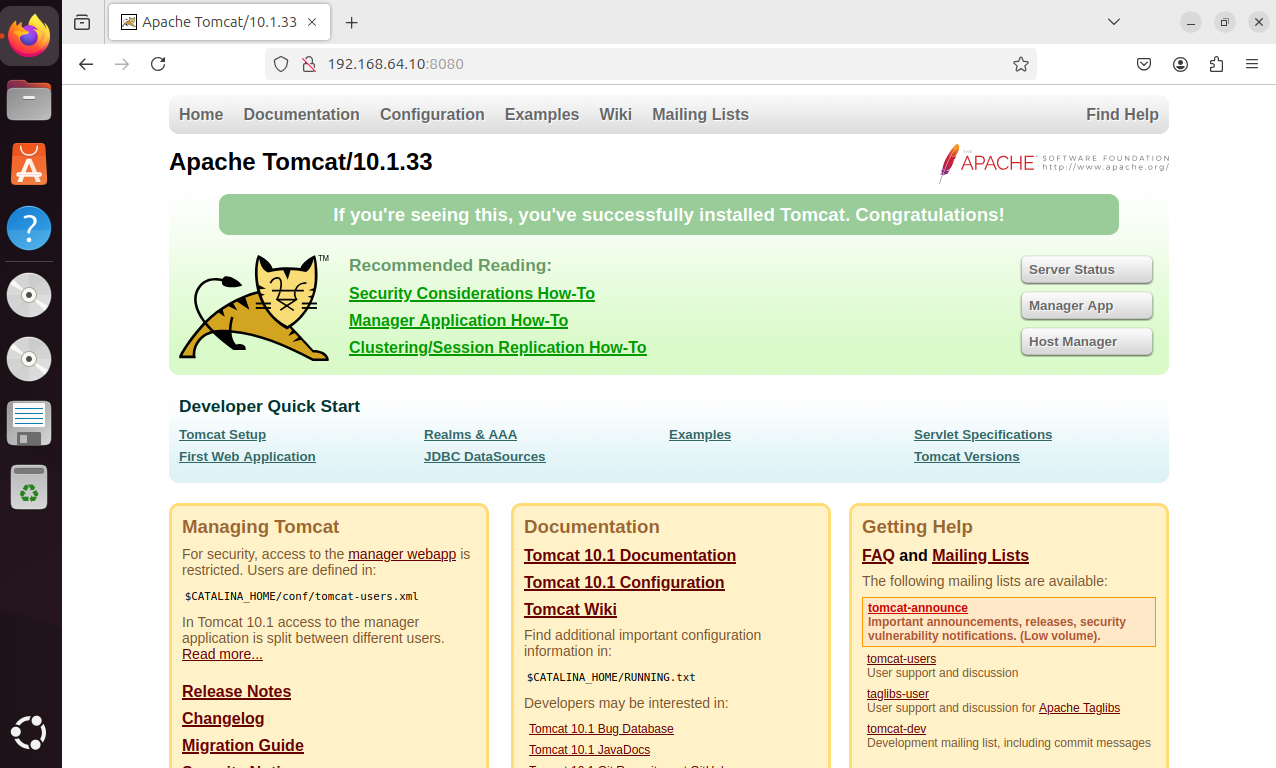 Apache Tomcat/10.1.33
192.168.64.10:8080
Home Documentation Configuration Examples Wiki Mailing Lists Find Help
Apache Tomcat/10.1.33
THE
APACHE SOFTWARE FOUNDATION
http://www.apache.org/
If you're seeing this, you've successfully installed Tomcat. Congratulations!
TM
Recommended Reading:
Security Considerations How-To
Manager Application How-To
Clustering/Session Replication How-To
Server Status
Manager App
Host Manager
Developer Quick Start
Tomcat Setup
First Web Application
Realms & AAA
JDBC DataSources
Examples
Servlet Specifications
Tomcat Versions
Managing Tomcat
For security, access to the manager webapp is
restricted. Users are defined in:
$CATALINA_HOME/conf/tomcat-users.xml
In Tomcat 10.1 access to the manager
application is split between different users.
Read more...
Release Notes
Changelog
Migration Guide
Documentation
Tomcat 10.1 Documentation
Tomcat 10.1 Configuration
Tomcat Wiki
Find additional important configuration
information in:
$CATALINA_HOME/RUNNING.txt
Developers may be interested in:
Tomcat 10.1 Bug Database
Tomcat 10.1 JavaDocs
Getting Help
FAQ and Mailing Lists
The following mailing lists are available:
tomcat-announce
Important announcements, releases, security
vulnerability notifications. (Low volume).
tomcat-users
User support and discussion
taglibs-user
User support and discussion for Apache Taglibs
tomcat-dev
Development mailing list, including commit messages